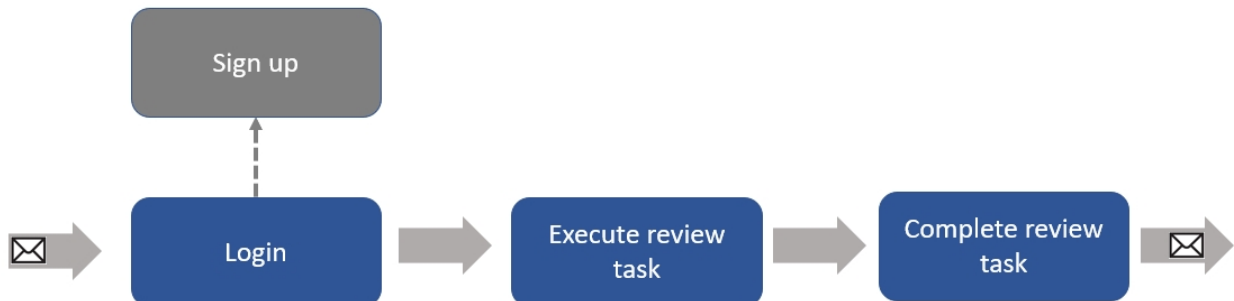 Sign up
Login
Execute review
task
Complete review
task